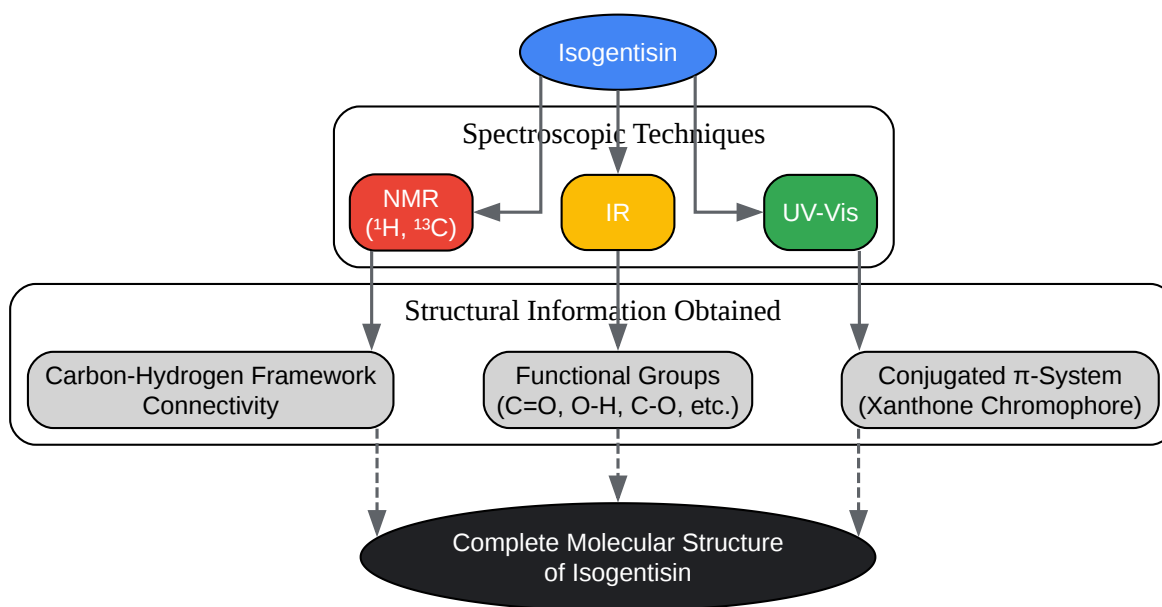 Isogentisin
Spectroscopic Techniques
NMR
(¹H, ¹³C)
IR
UV-Vis
Structural Information Obtained
Carbon-Hydrogen Framework
Connectivity
Functional Groups
(C=O, O-H, C-O, etc.)
Conjugated π-System
(Xanthone Chromophore)
Complete Molecular Structure
of Isogentisin